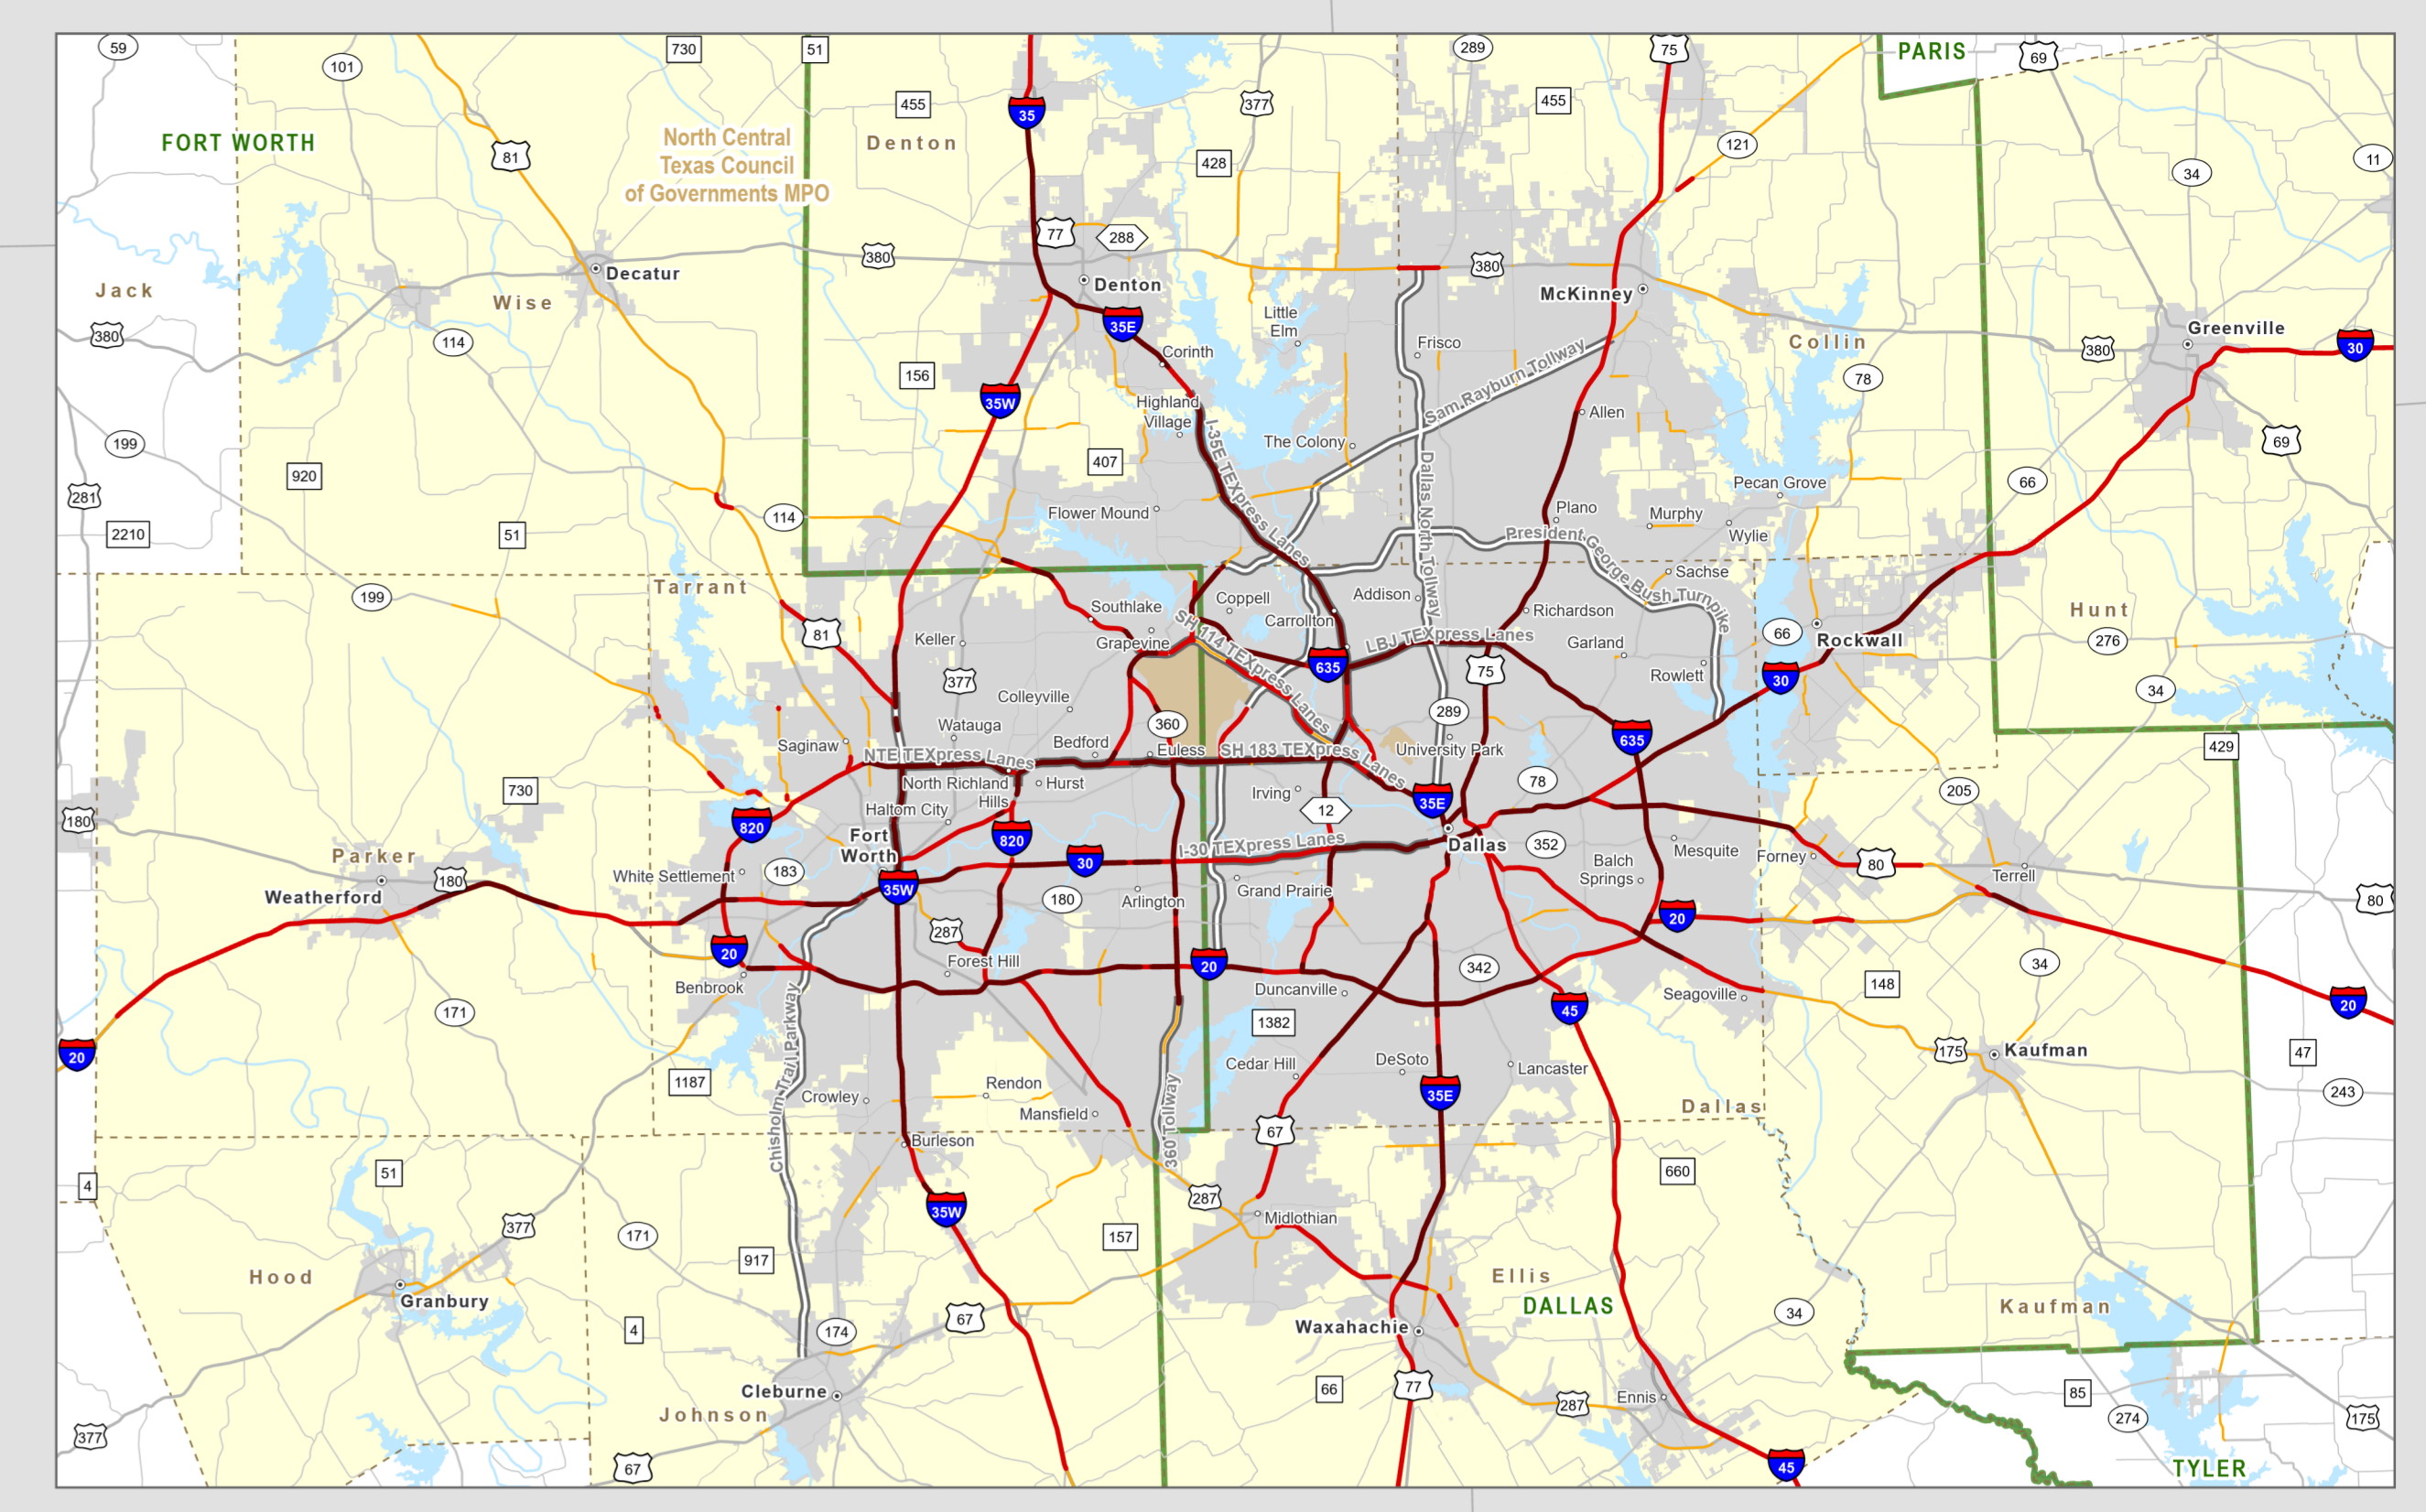 59
730
51
289
75
PARIS
69
101
35
455
377
455
FORT WORTH
North Central
Texas Council
of Governments MPO
Denton
81
428
121
34
11
77
288
380
380
Jack
Decatur
Wise
Denton
McKinney
380
114
35E
Little
Elm
Frisco
Collin
Greenville
380
30
156
35W
Corinth
Sam Rayburn Tollway
78
Highland
Village
Allen
199
I-35E TEXpress Lanes
The Colony
69
920
407
Dallas North Tollway
Pecan Grove
66
281
2210
51
114
Flower Mound
Plano
Murphy
Wylie
President George Bush Turnpike
199
Tarrant
Sachse
Southlake
Coppell
Addison
Richardson
Hunt
81
Keller
Grapevine
SH 114 TEXpress Lanes
Carrollton
LBJ TEXpress Lanes
Garland
66
Rockwall
276
377
635
75
Rowlett
30
34
Colleyville
Watauga
360
289
Saginaw
Bedford
Euless
University Park
635
429
NTE TEXpress Lanes
SH 183 TEXpress Lanes
North Richland
Hills
Hurst
78
730
Irving
35E
205
180
820
Haltom City
12
Fort
Worth
820
I-30 TEXpress Lanes
Dallas
352
Mesquite
Forney
80
Parker
30
Balch
Springs
Terrell
White Settlement
183
35W
180
Weatherford
180
Arlington
Grand Prairie
80
287
20
20
Forest Hill
20
342
34
Benbrook
Duncanville
Seagoville
148
171
1382
45
20
Chisholm Trail Parkway
20
1187
Cedar Hill
DeSoto
Lancaster
175
Kaufman
47
Rendon
35E
243
Crowley
Mansfield
Dallas
360 Tollway
67
Burleson
4
51
660
287
35W
Midlothian
377
171
157
917
Hood
Granbury
Ellis
DALLAS
34
Kaufman
4
174
67
Waxahachie
Cleburne
66
77
287
Ennis
85
Johnson
274
175
377
67
45
TYLER